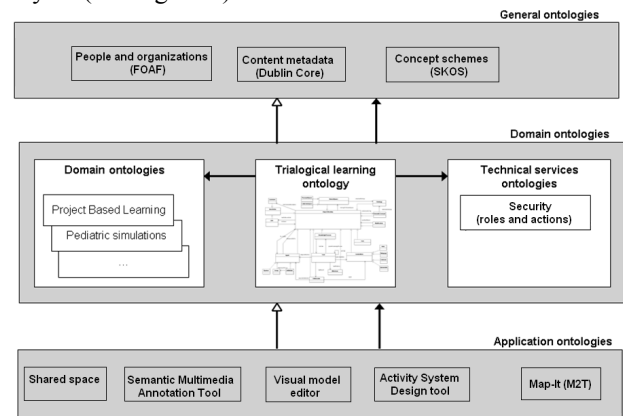 General ontologies
People and organizations
(FOAF)
Content metadata
(Dublin Core)
Concept schemes
(SKOS)
Domain ontologies
Domain ontologies
Project Based Learning
Pediatric simulations
...
Trialogical learning
ontology
Technical services
ontologies
Security
(roles and actions)
Application ontologies
Shared space
Semantic Multimedia
Annotation Tool
Visual model
editor
Activity System
Design tool
Map-It (M2T)